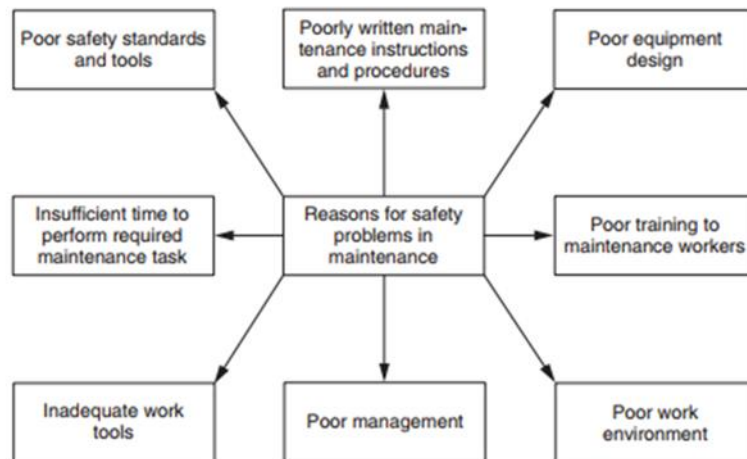 Poor safety standards
and tools
Poorly written main-
tenance instructions
and procedures
Poor equipment
design
Insufficient time to
perform required
maintenance task
Reasons for safety
problems in
maintenance
Poor training to
maintenance workers
Inadequate work
tools
Poor management
Poor work
environment